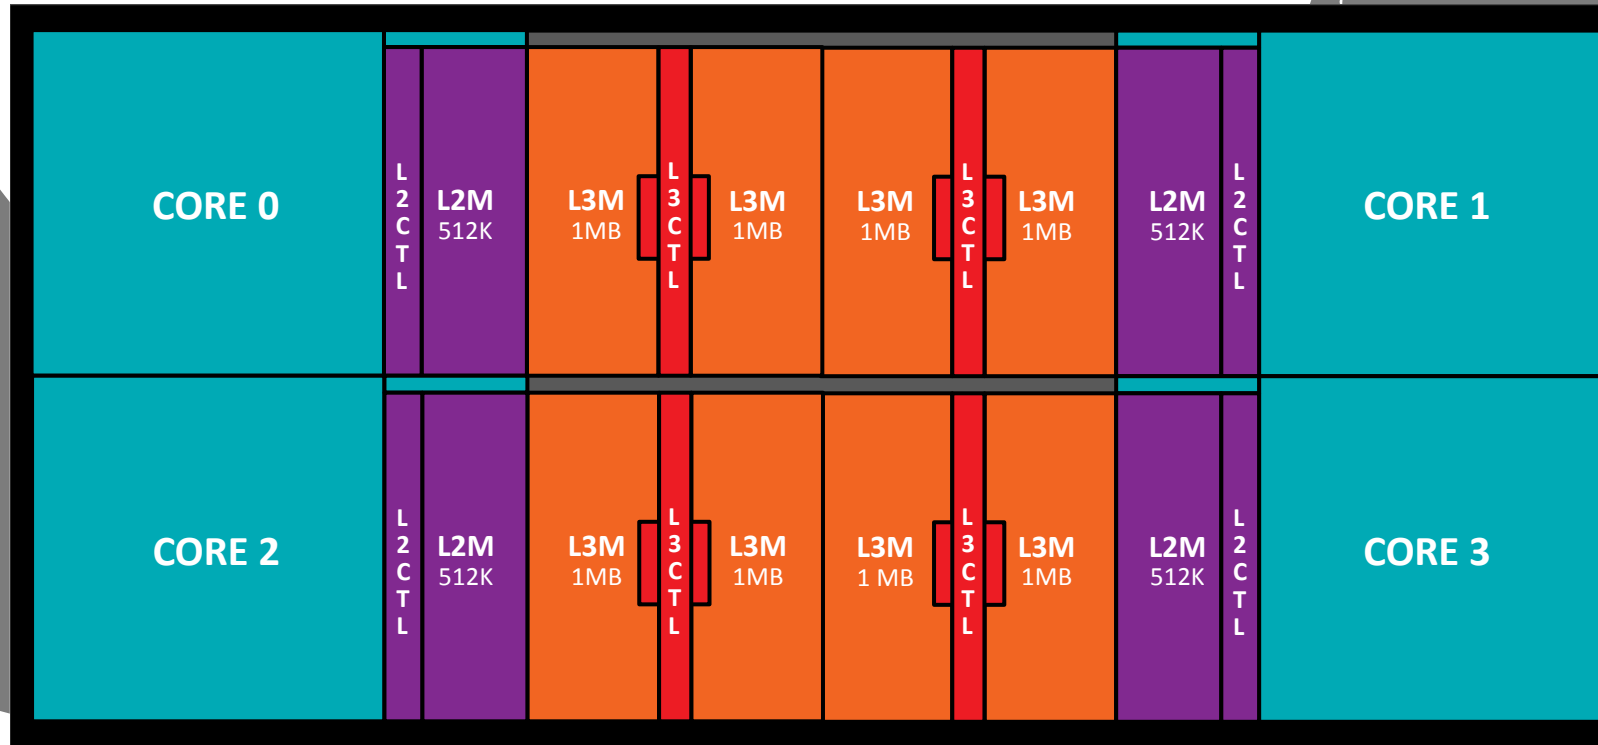 CORE 0
L2CTL
L2M
512K
L3M
1MB
L3CTL
L3M
1MB
L3M
1MB
L3CTL
L3M
1MB
L2M
512K
L2CTL
CORE 1
CORE 2
L2CTL
L2M
512K
L3M
1MB
L3CTL
L3M
1MB
L3M
1 MB
L3CTL
L3M
1MB
L2M
512K
L2CTL
CORE 3